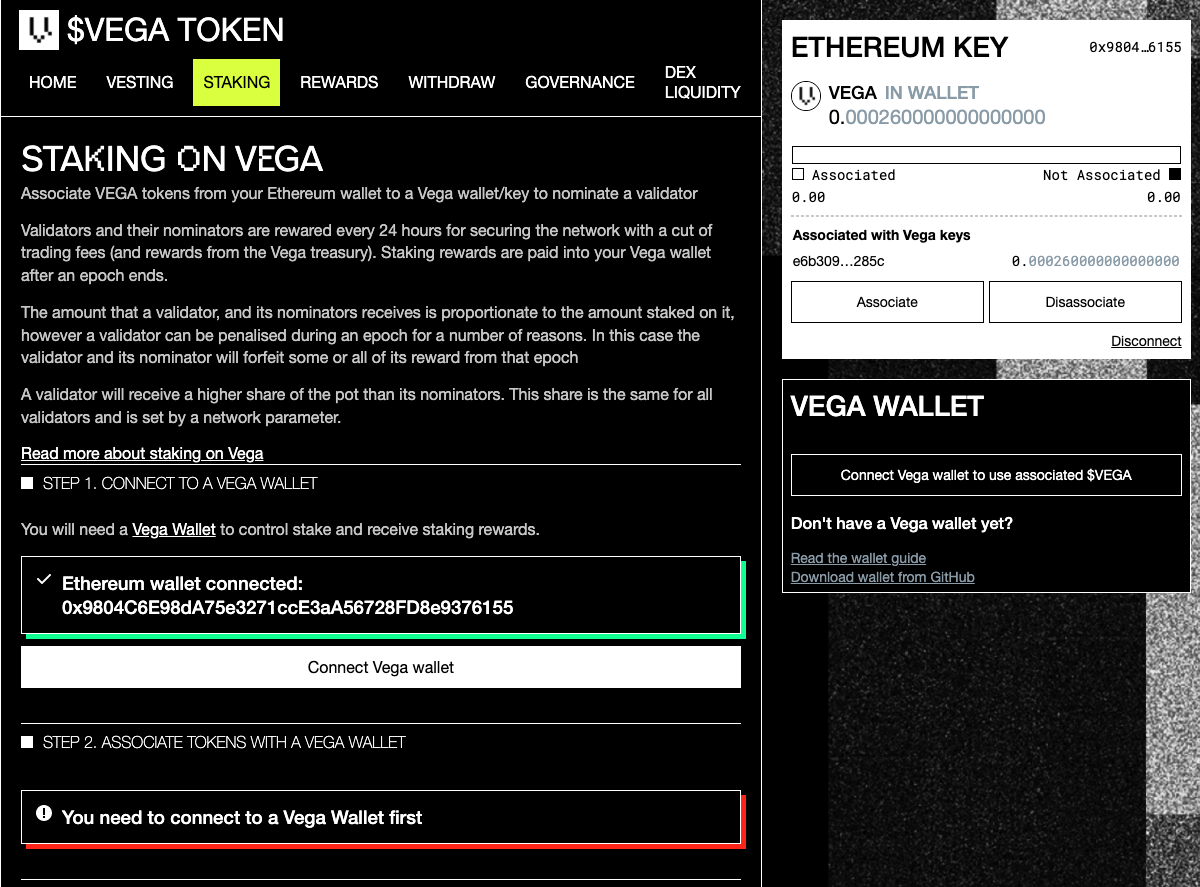 $VEGA TOKEN
HOME VESTING STAKING REWARDS WITHDRAW GOVERNANCE DEX LIQUIDITY
STAKING ON VEGA
Associate VEGA tokens from your Ethereum wallet to a Vega wallet/key to nominate a validator
Validators and their nominators are rewared every 24 hours for securing the network with a cut of
trading fees (and rewards from the Vega treasury). Staking rewards are paid into your Vega wallet
after an epoch ends.
The amount that a validator, and its nominators receives is proportionate to the amount staked on it,
however a validator can be penalised during an epoch for a number of reasons. In this case the
validator and its nominator will forfeit some or all of its reward from that epoch
A validator will receive a higher share of the pot than its nominators. This share is the same for all
validators and is set by a network parameter.
Read more about staking on Vega
STEP 1. CONNECT TO A VEGA WALLET
You will need a Vega Wallet to control stake and receive staking rewards.
Ethereum wallet connected:
0x9804C6E98dA75e3271ccE3aA56728FD8e9376155
Connect Vega wallet
STEP 2. ASSOCIATE TOKENS WITH A VEGA WALLET
You need to connect to a Vega Wallet first
ETHEREUM KEY 0x9804…6155
VEGA IN WALLET
0.000260000000000000
Associated Not Associated
0.00 0.00
Associated with Vega keys
e6b309…285c 0.000260000000000000
Associate Disassociate
Disconnect
VEGA WALLET
Connect Vega wallet to use associated $VEGA
Don't have a Vega wallet yet?
Read the wallet guide
Download wallet from GitHub